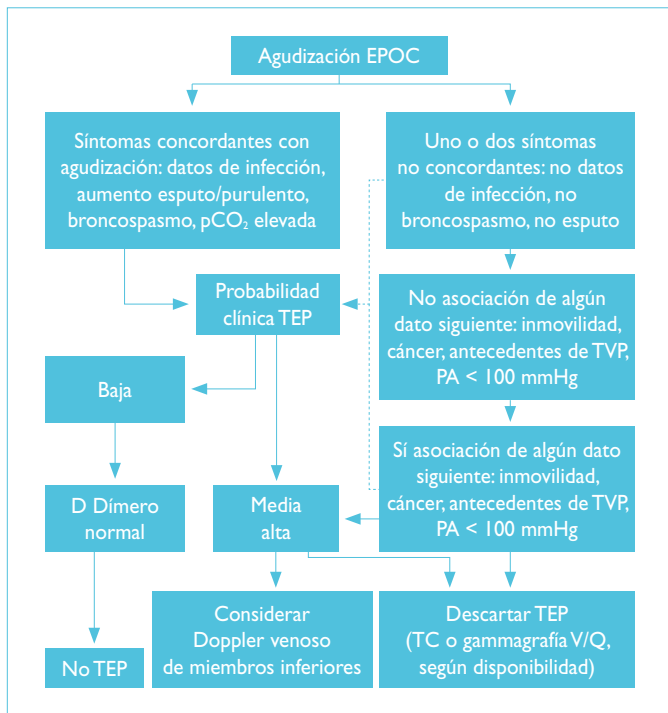 Agudización EPOC
Síntomas concordantes con
agudización: datos de infección,
aumento esputo/purulento,
broncospasmo, pCO₂ elevada
Uno o dos síntomas
no concordantes: no datos
de infección, no
broncospasmo, no esputo
Probabilidad
clínica TEP
No asociación de algún
dato siguiente: inmovilidad,
cáncer, antecedentes de TVP,
PA < 100 mmHg
Baja
Sí asociación de algún dato
siguiente: inmovilidad,
cáncer, antecedentes de TVP,
PA < 100 mmHg
D Dímero
normal
Media
alta
No TEP
Considerar
Doppler venoso
de miembros inferiores
Descartar TEP
(TC o gammagrafía V/Q,
según disponibilidad)